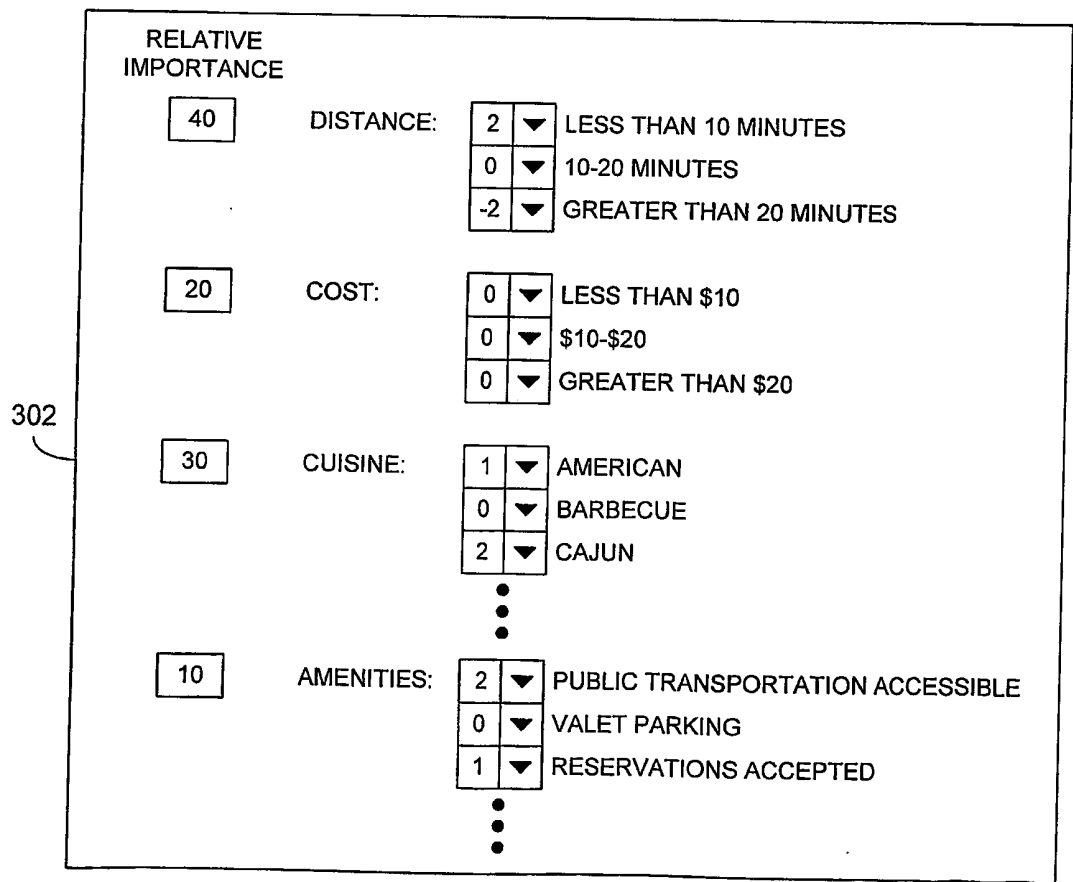 RELATIVE
IMPORTANCE
40 DISTANCE: 2 LESS THAN 10 MINUTES
0 10-20 MINUTES
-2 GREATER THAN 20 MINUTES
20 COST: 0 LESS THAN $10
0 $10-$20
0 GREATER THAN $20
302
30 CUISINE: 1 AMERICAN
0 BARBECUE
2 CAJUN
10 AMENITIES: 2 PUBLIC TRANSPORTATION ACCESSIBLE
0 VALET PARKING
1 RESERVATIONS ACCEPTED